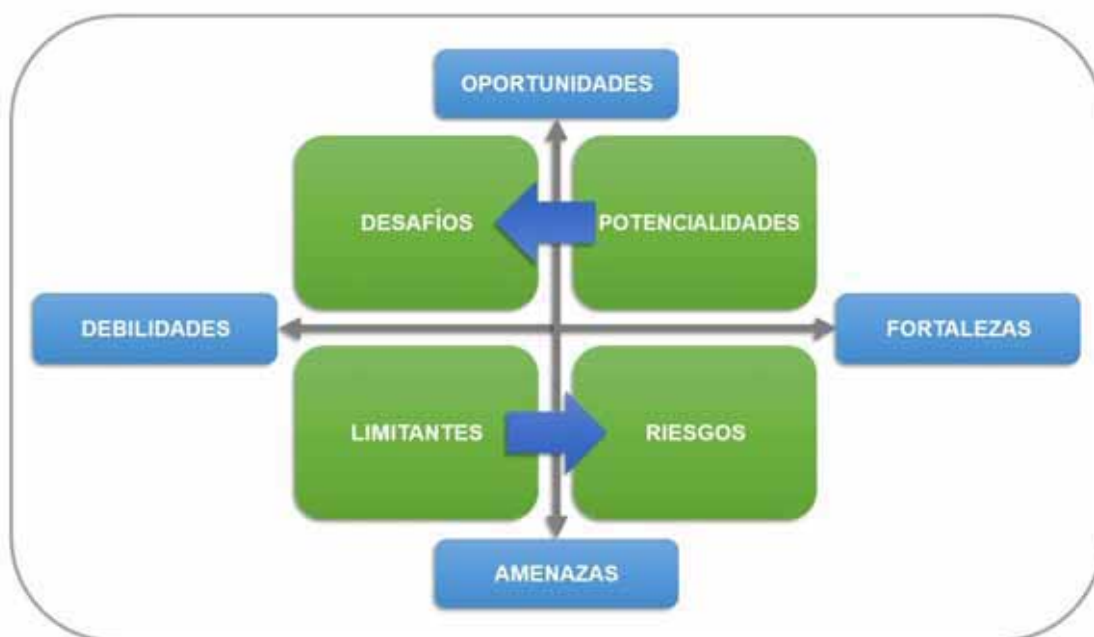 OPORTUNIDADES
DESAFÍOS
POTENCIALIDADES
DEBILIDADES
FORTALEZAS
LIMITANTES
RIESGOS
AMENAZAS